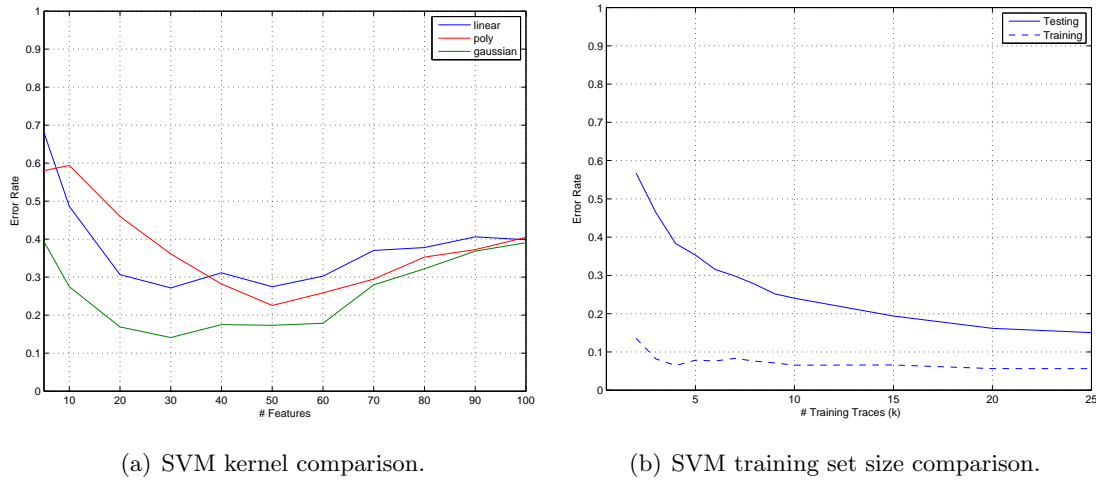 1
0.9
0.8
0.7
0.6
0.5
0.4
0.3
0.2
0.1
0
Error Rate
10 20 30 40 50 60 70 80 90 100
# Features
linear
poly
gaussian
(a) SVM kernel comparison.
1
0.9
0.8
0.7
0.6
0.5
0.4
0.3
0.2
0.1
0
Error Rate
5 10 15 20 25
# Training Traces (k)
Testing
Training
(b) SVM training set size comparison.